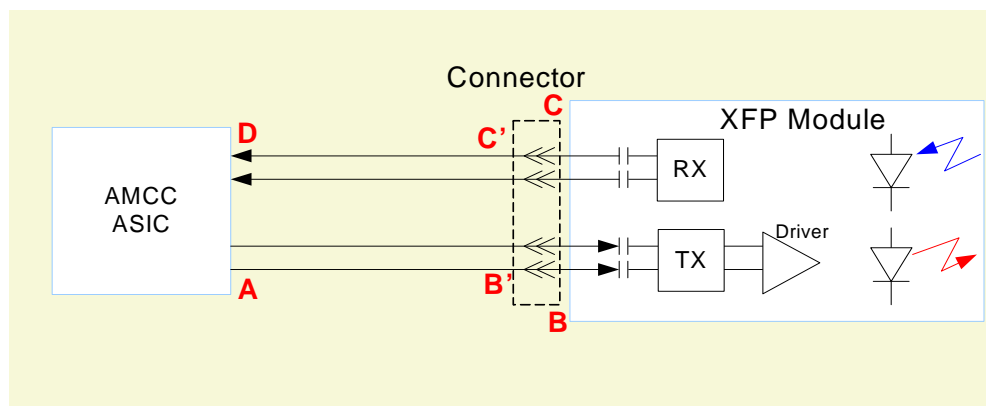 Connector
C
XFP Module
D
C’
RX
AMCC
ASIC
Driver
TX
A
B’
B